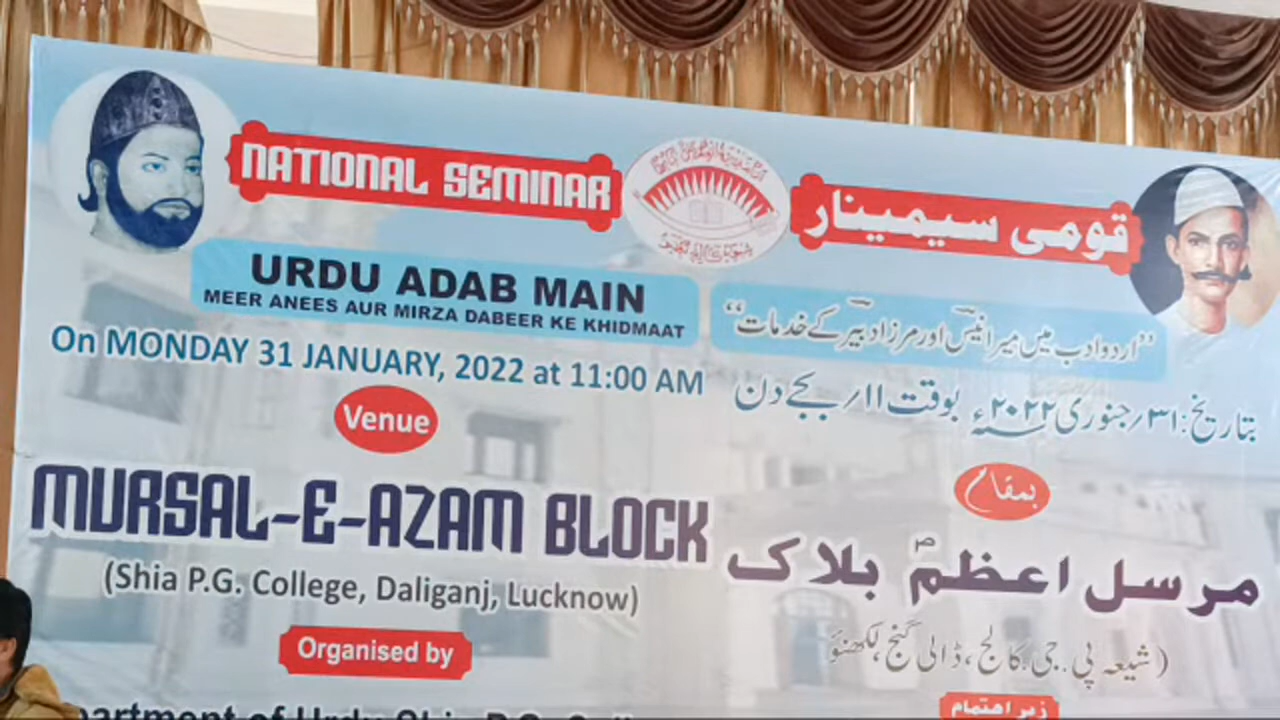 NATIONAL SEMINAR
قومی سیمینار
URDU ADAB MAIN
MEER ANEES AUR MIRZA DABEER KE KHIDMAAT
”اردو ادب میں میر انیسؔ اور مرزا دبیرؔ کے خدمات“
On MONDAY 31 JANUARY, 2022 at 11:00 AM
بتاریخ: ۳۱؍جنوری ۲۰۲۲ء بوقت ۱۱؍ بجے دن
Venue
بمقام
MURSAL-E-AZAM BLOCK
مرسل اعظمؐ بلاک
(Shia P.G. College, Daliganj, Lucknow)
(شیعہ پی. جی. کالج، ڈالی گنج، لکھنؤ
Organised by
زیر اهتمام